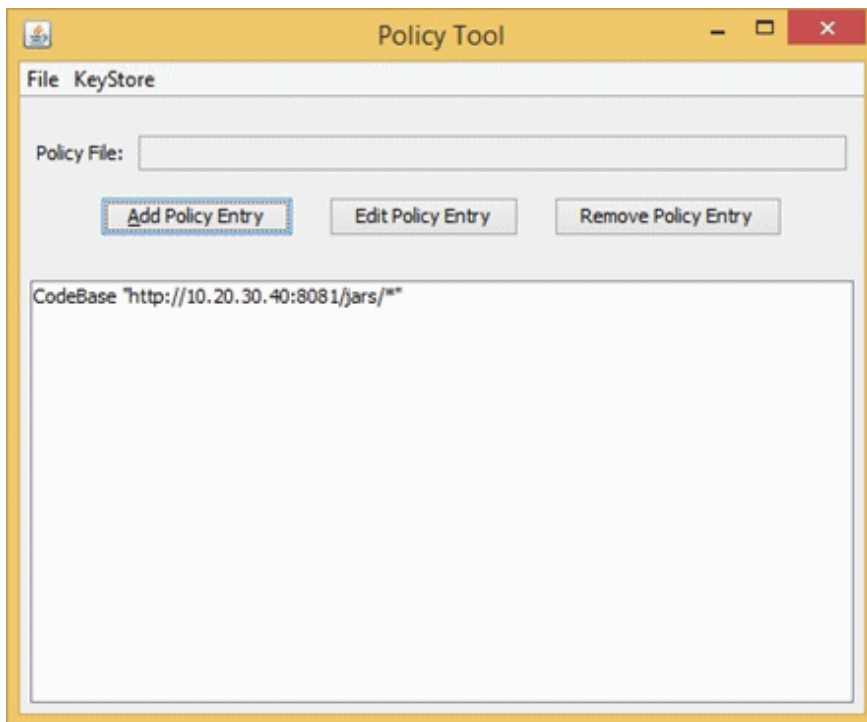 Policy Tool
File KeyStore
Policy File:
Add Policy Entry Edit Policy Entry Remove Policy Entry
CodeBase "http://10.20.30.40:8081/jars/*"